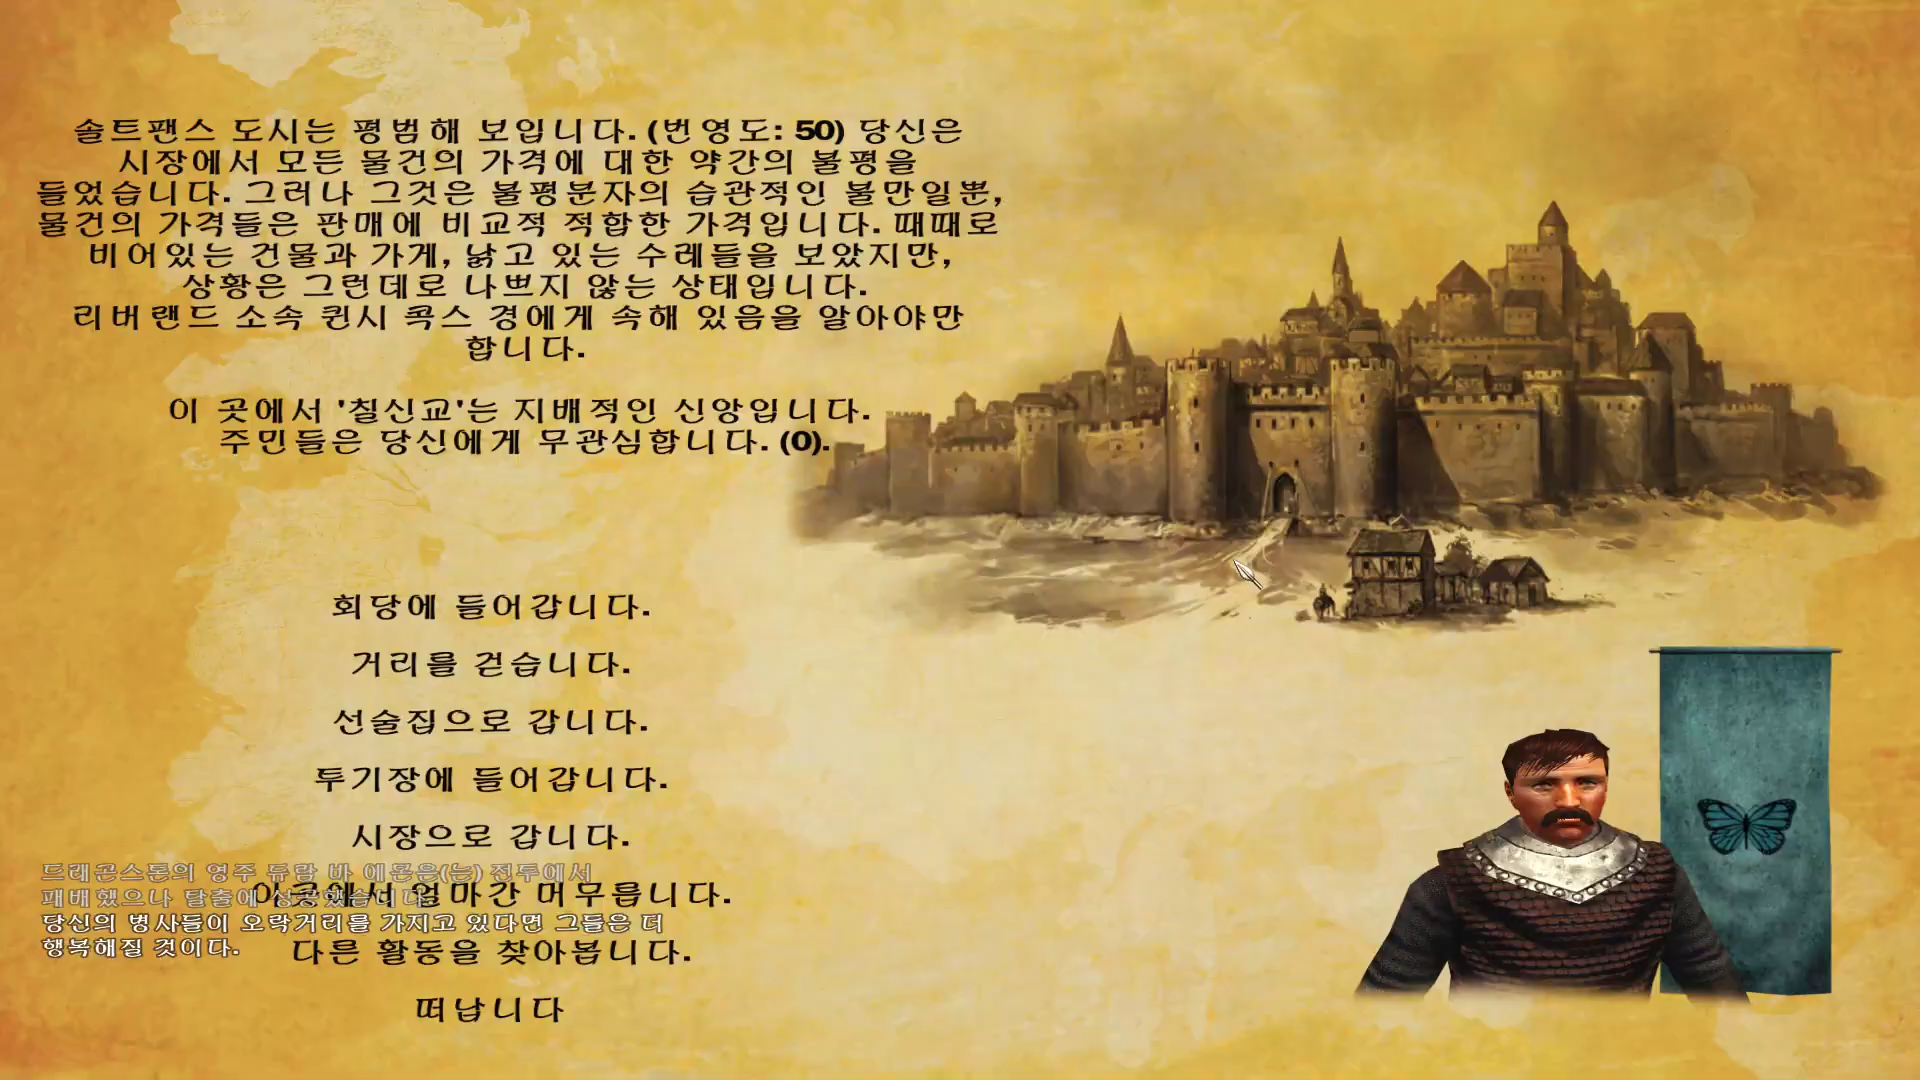 솔트팬스 도시는 평범해 보입니다. (번영도: 50) 당신은
시장에서 모든 물건의 가격에 대한 약간의 불평을
들었습니다. 그러나 그것은 불평분자의 습관적인 불만일뿐,
물건의 가격들은 판매에 비교적 적합한 가격입니다. 때때로
비어있는 건물과 가게, 낡고 있는 수레들을 보았지만,
상황은 그런데로 나쁘지 않는 상태입니다.
리버랜드 소속 퀸시 콕스 경에게 속해 있음을 알아야만
합니다.
이 곳에서 '칠신교'는 지배적인 신앙입니다.
주민들은 당신에게 무관심합니다. (0).
회당에 들어갑니다.
거리를 걷습니다.
선술집으로 갑니다.
투기장에 들어갑니다.
시장으로 갑니다.
드래곤스톤의 영주 듀람 바 에몬은(는) 전투에서
패배했으나 탈출에 성공했습니다.
이곳에서 얼마간 머무릅니다.
당신의 병사들이 오락거리를 가지고 있다면 그들은 더
행복해질 것이다.
다른 활동을 찾아봅니다.
떠납니다